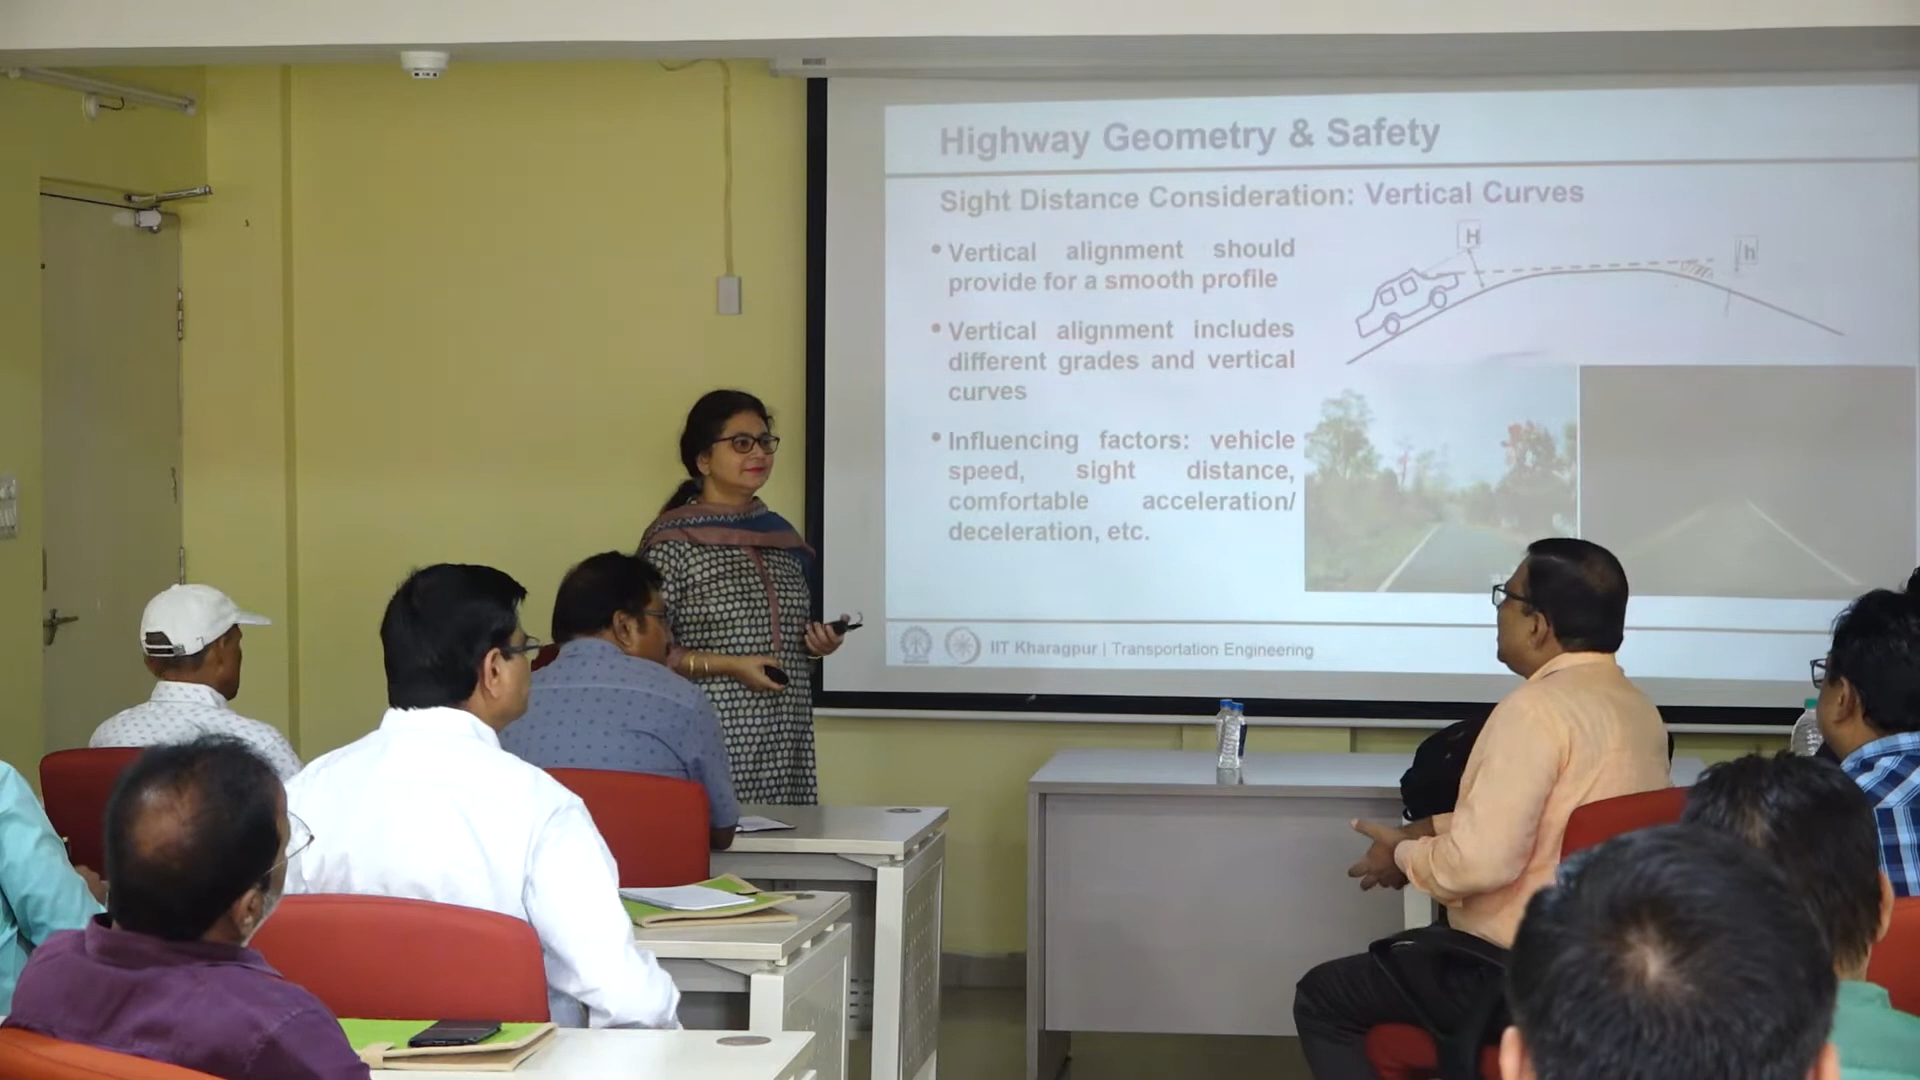 Highway Geometry & Safety
Sight Distance Consideration: Vertical Curves
• Vertical alignment should
provide for a smooth profile
• Vertical alignment includes
different grades and vertical
curves
• Influencing factors: vehicle
speed, sight distance,
comfortable acceleration/
deceleration, etc.
H
h
IIT Kharagpur | Transportation Engineering